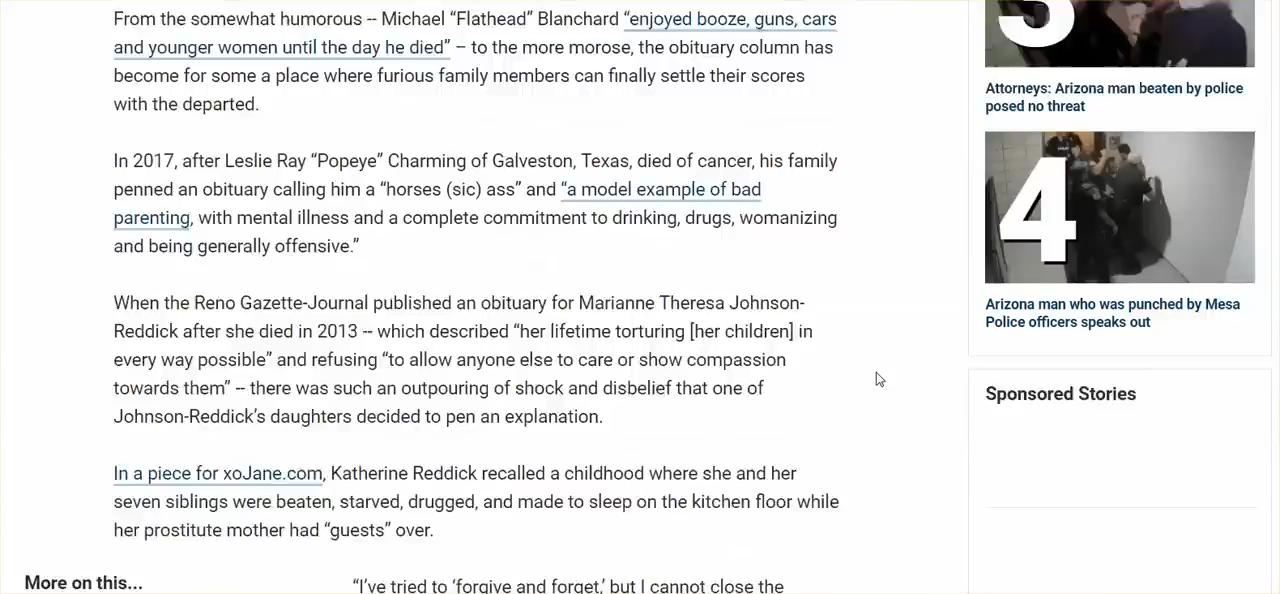 From the somewhat humorous -- Michael “Flathead” Blanchard “enjoyed booze, guns, cars
and younger women until the day he died” – to the more morose, the obituary column has
become for some a place where furious family members can finally settle their scores
with the departed.
In 2017, after Leslie Ray “Popeye” Charming of Galveston, Texas, died of cancer, his family
penned an obituary calling him a “horses (sic) ass” and “a model example of bad
parenting, with mental illness and a complete commitment to drinking, drugs, womanizing
and being generally offensive.”
When the Reno Gazette-Journal published an obituary for Marianne Theresa Johnson-
Reddick after she died in 2013 -- which described “her lifetime torturing [her children] in
every way possible” and refusing “to allow anyone else to care or show compassion
towards them” -- there was such an outpouring of shock and disbelief that one of
Johnson-Reddick’s daughters decided to pen an explanation.
In a piece for xoJane.com, Katherine Reddick recalled a childhood where she and her
seven siblings were beaten, starved, drugged, and made to sleep on the kitchen floor while
her prostitute mother had “guests” over.
More on this...
“I’ve tried to ‘forgive and forget,’ but I cannot close the
3
Attorneys: Arizona man beaten by police
posed no threat
4
Arizona man who was punched by Mesa
Police officers speaks out
Sponsored Stories